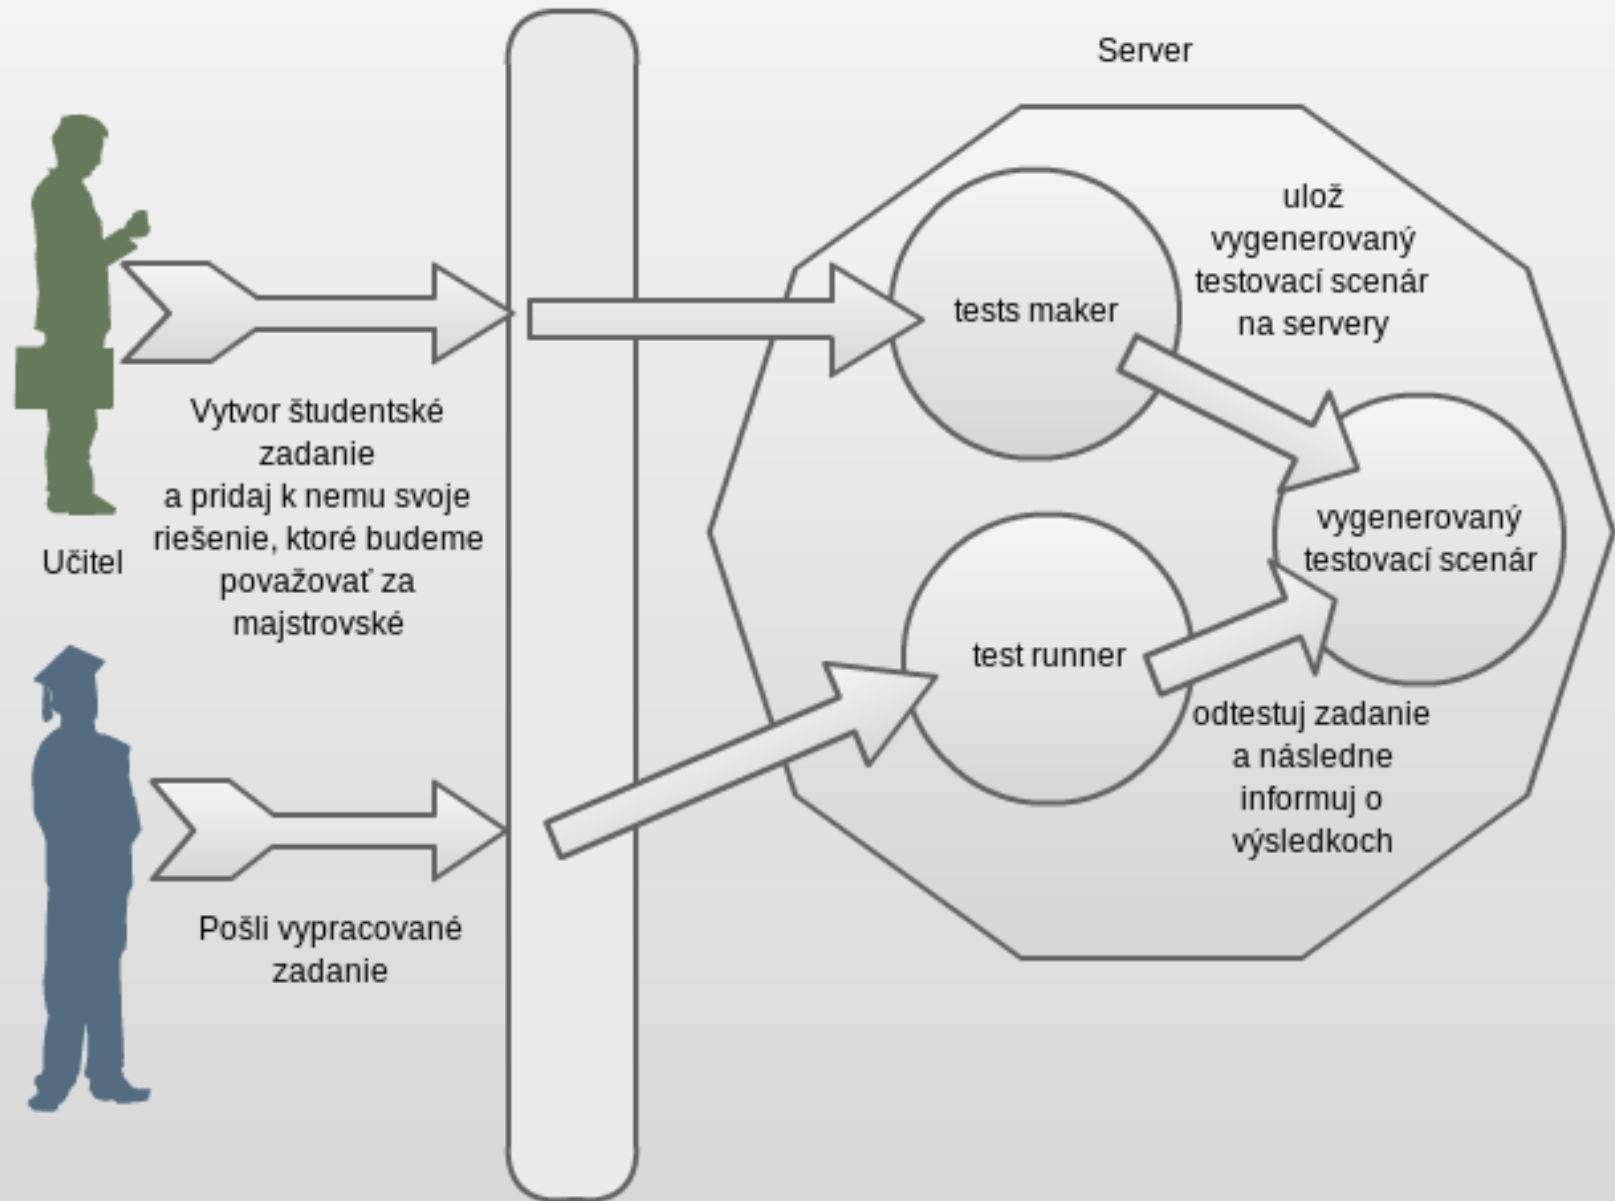 Server
ulož
vygenerovaný
testovací scenár
na servery
tests maker
Vytvor študentské
zadanie
a pridaj k nemu svoje
riešenie, ktoré budeme
považovať za
majstrovské
Učitel
vygenerovaný
testovací scenár
test runner
odtestuj zadanie
a následne
informuj o
výsledkoch
Pošli vypracované
zadanie